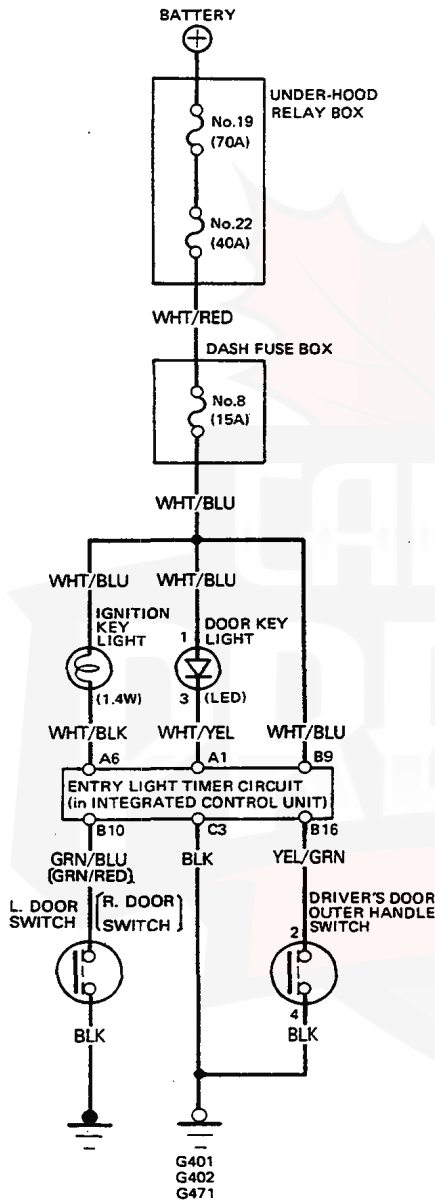 BATTERY
UNDER-HOOD
RELAY BOX
No.19
(70A)
No.22
(40A)
WHT/RED
DASH FUSE BOX
No.8
(15A)
WHT/BLU
WHT/BLU
WHT/BLU
IGNITION
KEY
LIGHT
DOOR KEY
LIGHT
1
(1.4W)
3
(LED)
WHT/BLK
WHT/YEL
WHT/BLU
A6
A1
B9
ENTRY LIGHT TIMER CIRCUIT
(in INTEGRATED CONTROL UNIT)
B10
C3
B16
GRN/BLU
(GRN/RED)
BLK
YEL/GRN
L. DOOR
SWITCH
[R. DOOR
SWITCH]
DRIVER'S DOOR
OUTER HANDLE
SWITCH
2
4
BLK
BLK
G401
G402
G471